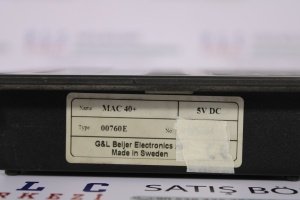 Name MAC 40+ 5V DC
Type 00760E No
G&L Beijer Electronics
Made in Sweden
L C SATIŞ BÖ